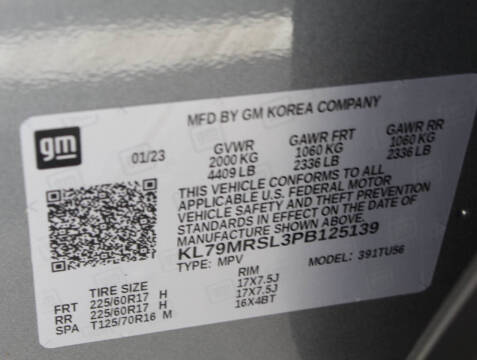 MFD BY GM KOREA COMPANY
gm
01/23
GVWR GAWR FRT GAWR RR
2000 KG 1060 KG 1060 KG
4409 LB 2336 LB 2336 LB
THIS VEHICLE CONFORMS TO ALL
APPLICABLE U.S. FEDERAL MOTOR
VEHICLE SAFETY AND THEFT PREVENTION
STANDARDS IN EFFECT ON THE DATE OF
MANUFACTURE SHOWN ABOVE.
KL79MRSL3PB125139
TYPE: MPV MODEL: 391TU56
TIRE SIZE RIM
FRT 225/60R17 H 17X7.5J
RR 225/60R17 H 17X7.5J
SPA T125/70R16 M 16X4BT